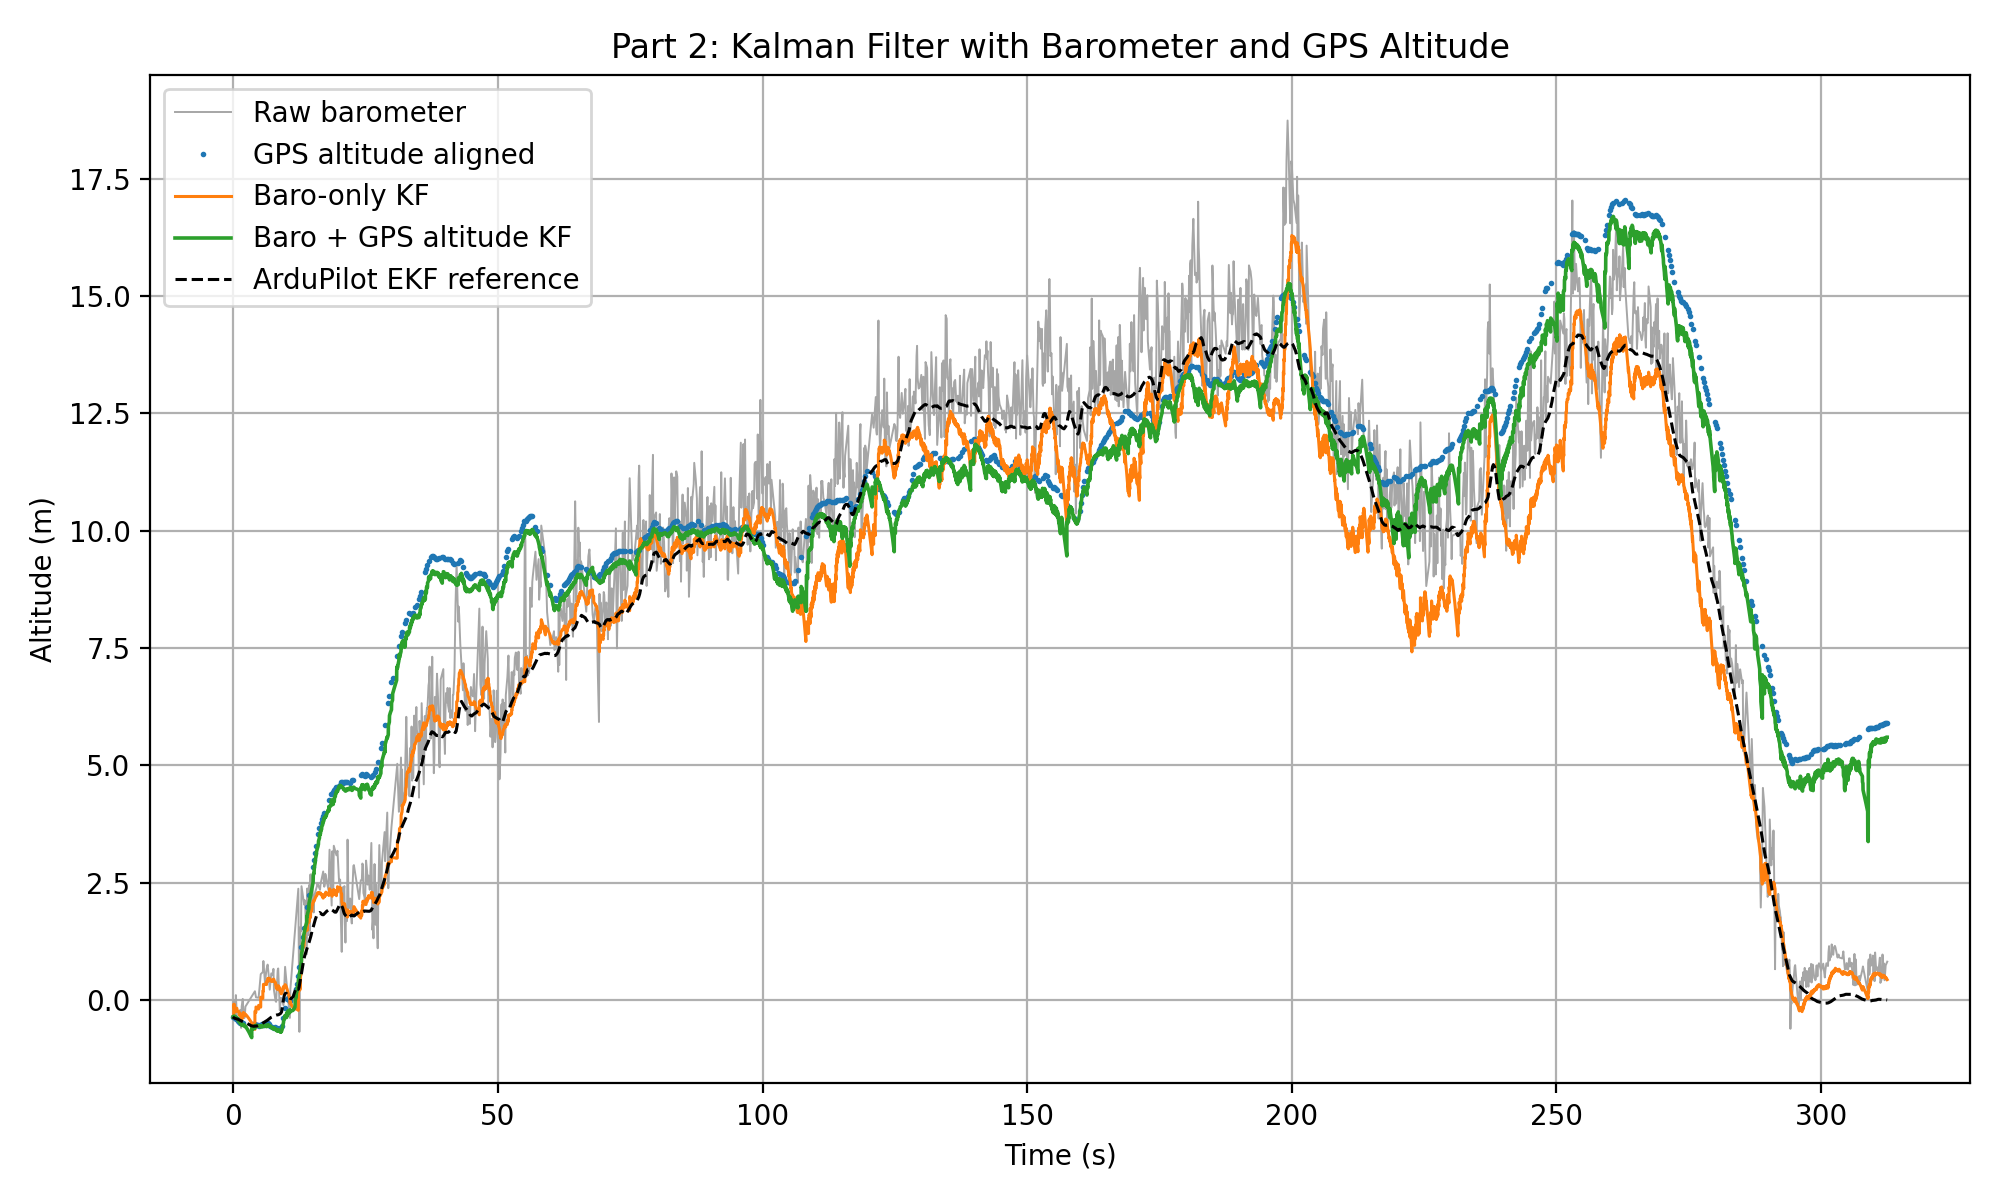 Part 2: Kalman Filter with Barometer and GPS Altitude
Raw barometer
GPS altitude aligned
Baro-only KF
Baro + GPS altitude KF
ArduPilot EKF reference
Altitude (m)
17.5
15.0
12.5
10.0
7.5
5.0
2.5
0.0
0 50 100 150 200 250 300
Time (s)